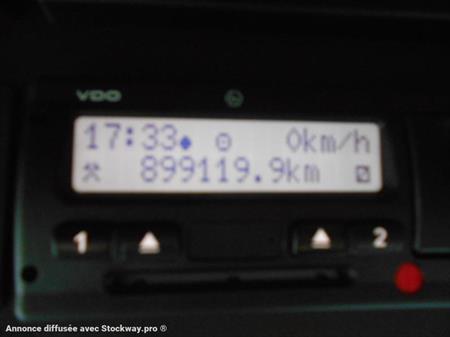 VDO
17:33 0km/h
899119.9km
1 2
Annonce diffusée avec Stockway.pro ®